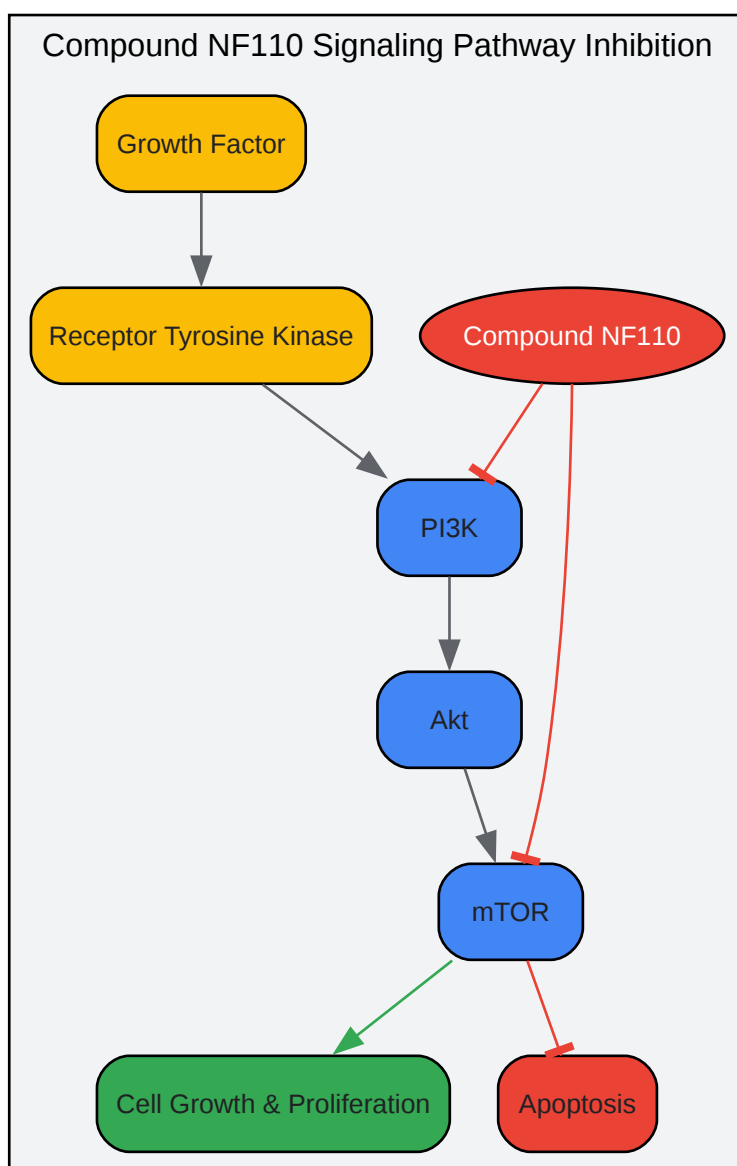 Compound NF110 Signaling Pathway Inhibition
Growth Factor
Receptor Tyrosine Kinase
Compound NF110
PI3K
Akt
mTOR
Cell Growth & Proliferation
Apoptosis